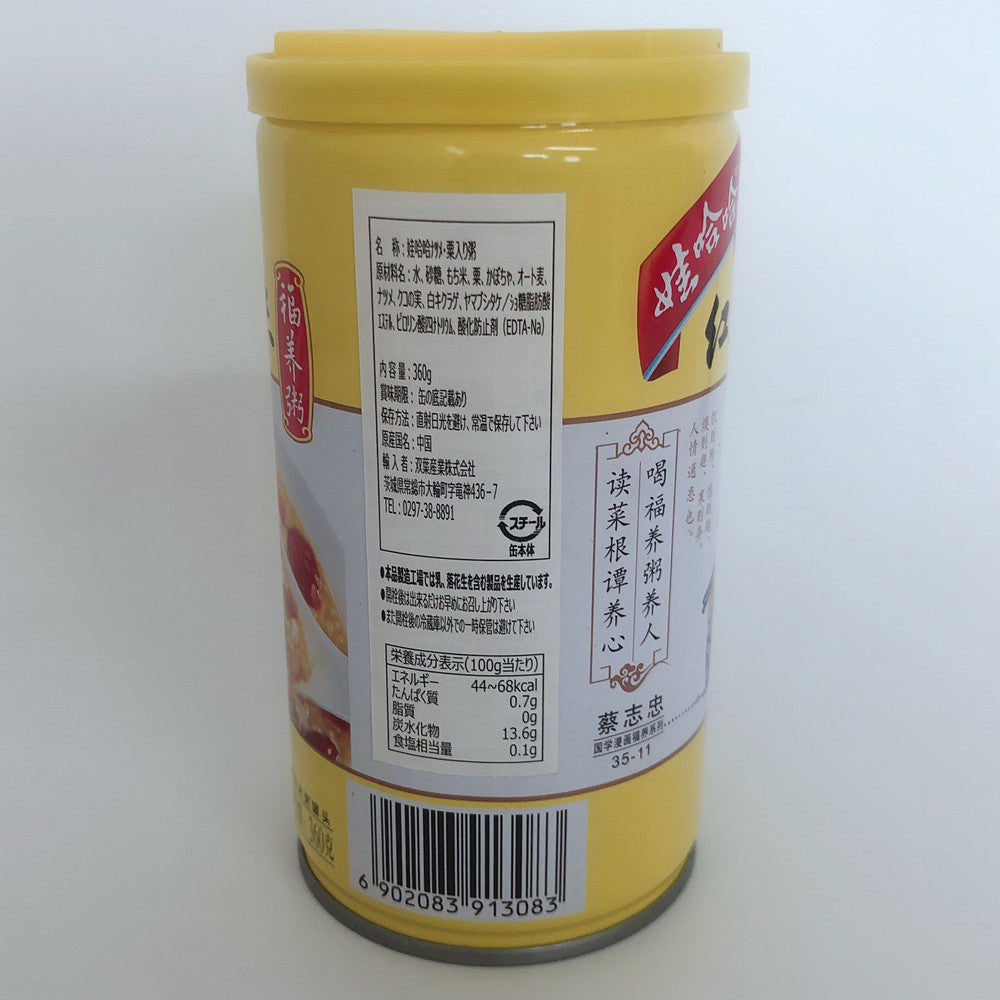 名　称：娃哈哈ﾅﾂﾒ・栗入り粥
原材料名：水、砂糖、もち米、栗、かぼちゃ、オート麦、
ナツメ、クコの実、白キクラゲ、ヤマブシタケ／ｼｮ糖脂肪酸
ｴｽﾃﾙ、ピロリン酸四ナトリウム、酸化防止剤（EDTA-Na）
内容量：360g
賞味期限：缶の底記載あり
保存方法：直射日光を避け、常温で保存して下さい
原産国名：中国
輸入者：双葉産業株式会社
茨城県常総市大輪町字竜神436－7
TEL：0297-38-8891
スチール
缶本体
●本品製造工場では乳、落花生を含む製品を生産しています。
●開栓後は出来るだけお早めにお召し上がり下さい
●また開栓後の冷蔵庫以外での一時保管は避けて下さい
栄養成分表示(100g当たり)
エネルギー 44~68kcal
たんぱく質 0.7g
脂質 0g
炭水化物 13.6g
食塩相当量 0.1g
6 902083 913083
福养粥
360克
娃哈哈
红
喝福养粥养人
读菜根谭养心
人情通恶也
蔡志忠
国学漫画福养系列
35-11